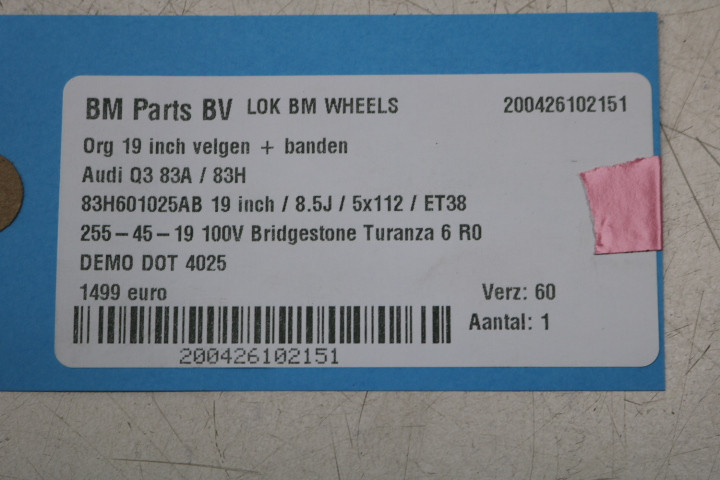 BM Parts BV LOK BM WHEELS 200426102151
Org 19 inch velgen + banden
Audi Q3 83A / 83H
83H601025AB 19 inch / 8.5J / 5x112 / ET38
255-45-19 100V Bridgestone Turanza 6 RO
DEMO DOT 4025
1499 euro Verz: 60
Aantal: 1
200426102151